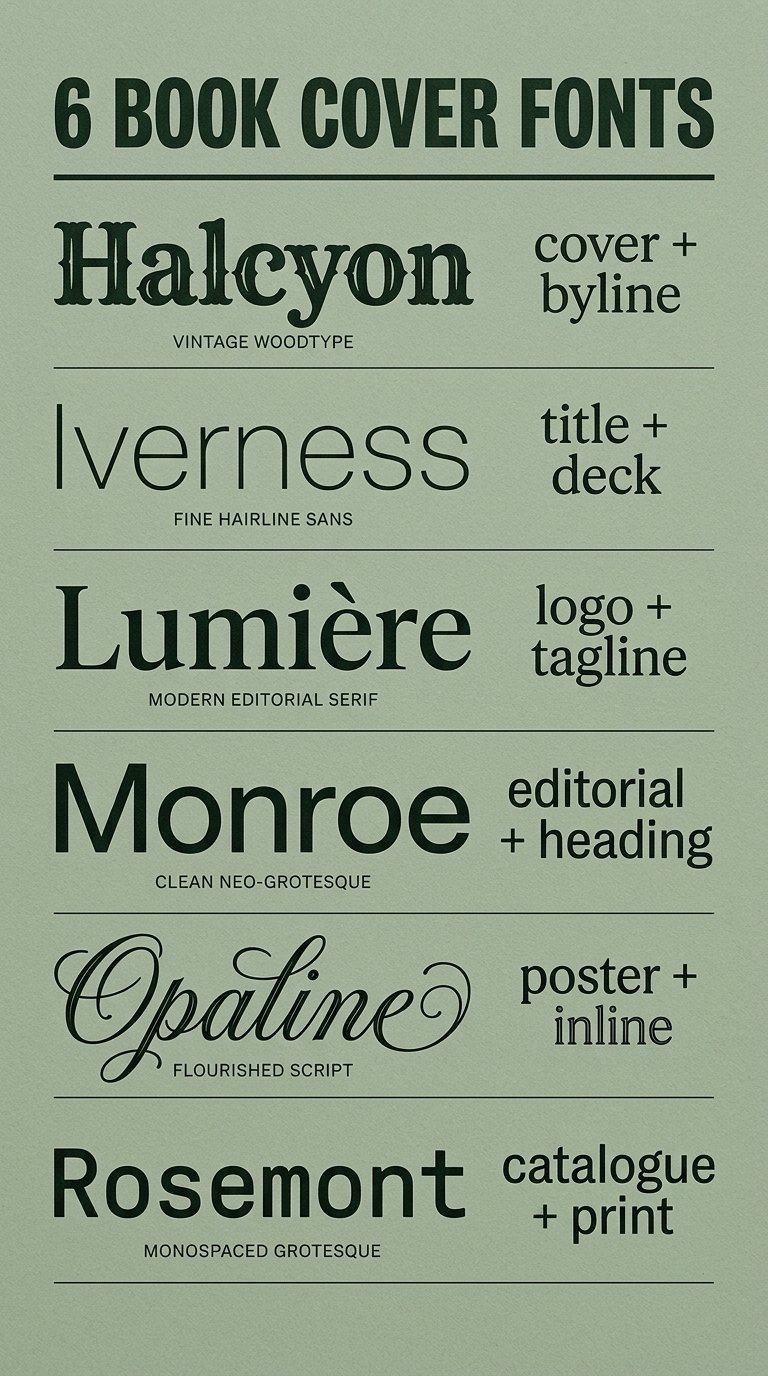 6 BOOK COVER FONTS
Halcyon
VINTAGE WOODTYPE
cover +
byline
Iverness
FINE HAIRLINE SANS
title +
deck
Lumière
MODERN EDITORIAL SERIF
logo +
tagline
Monroe
CLEAN NEO-GROTESQUE
editorial
+ heading
Opaline
FLOURISHED SCRIPT
poster +
inline
Rosemont
MONOSPACED GROTESQUE
catalogue
+ print